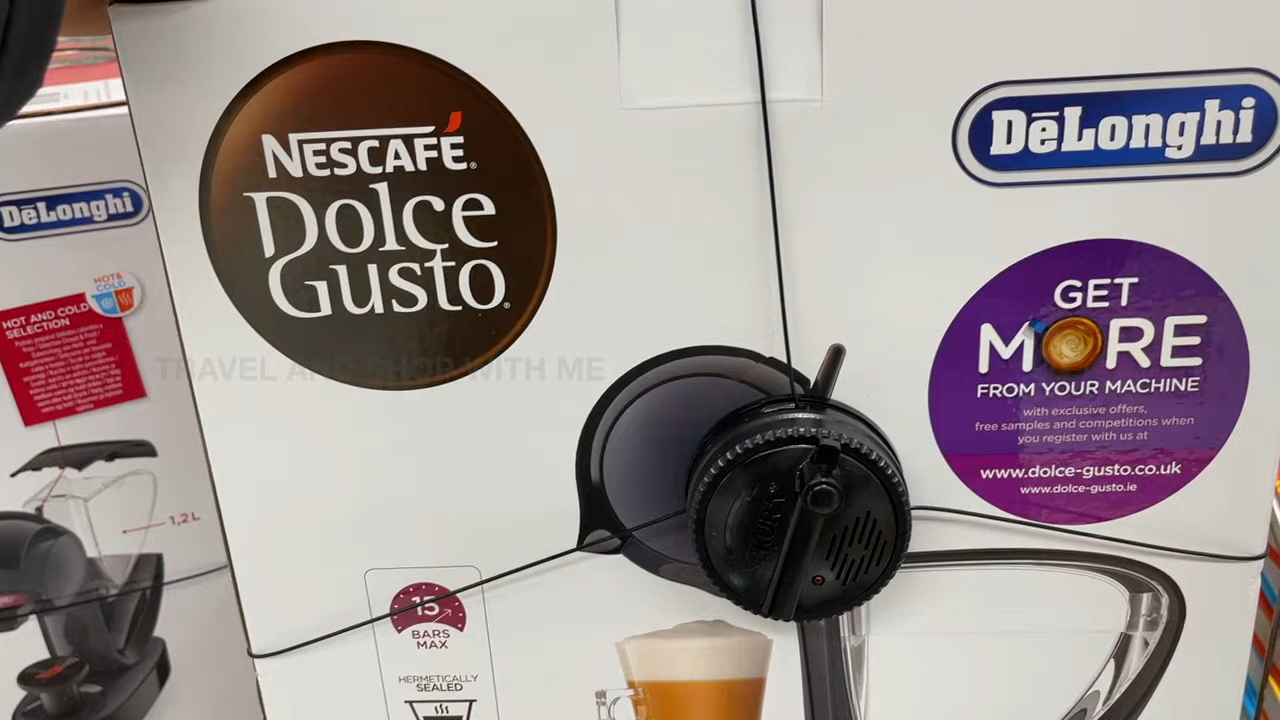 NESCAFÉ
Dolce
Gusto
DēLonghi
DēLonghi
HOT &
COLD
HOT AND COLD
SELECTION
1,2L
TRAVEL AND SHOP WITH ME
GET
MORE
FROM YOUR MACHINE
with exclusive offers,
free samples and competitions when
you register with us at
www.dolce-gusto.co.uk
www.dolce-gusto.ie
15
BARS
MAX
HERMETICALLY
SEALED